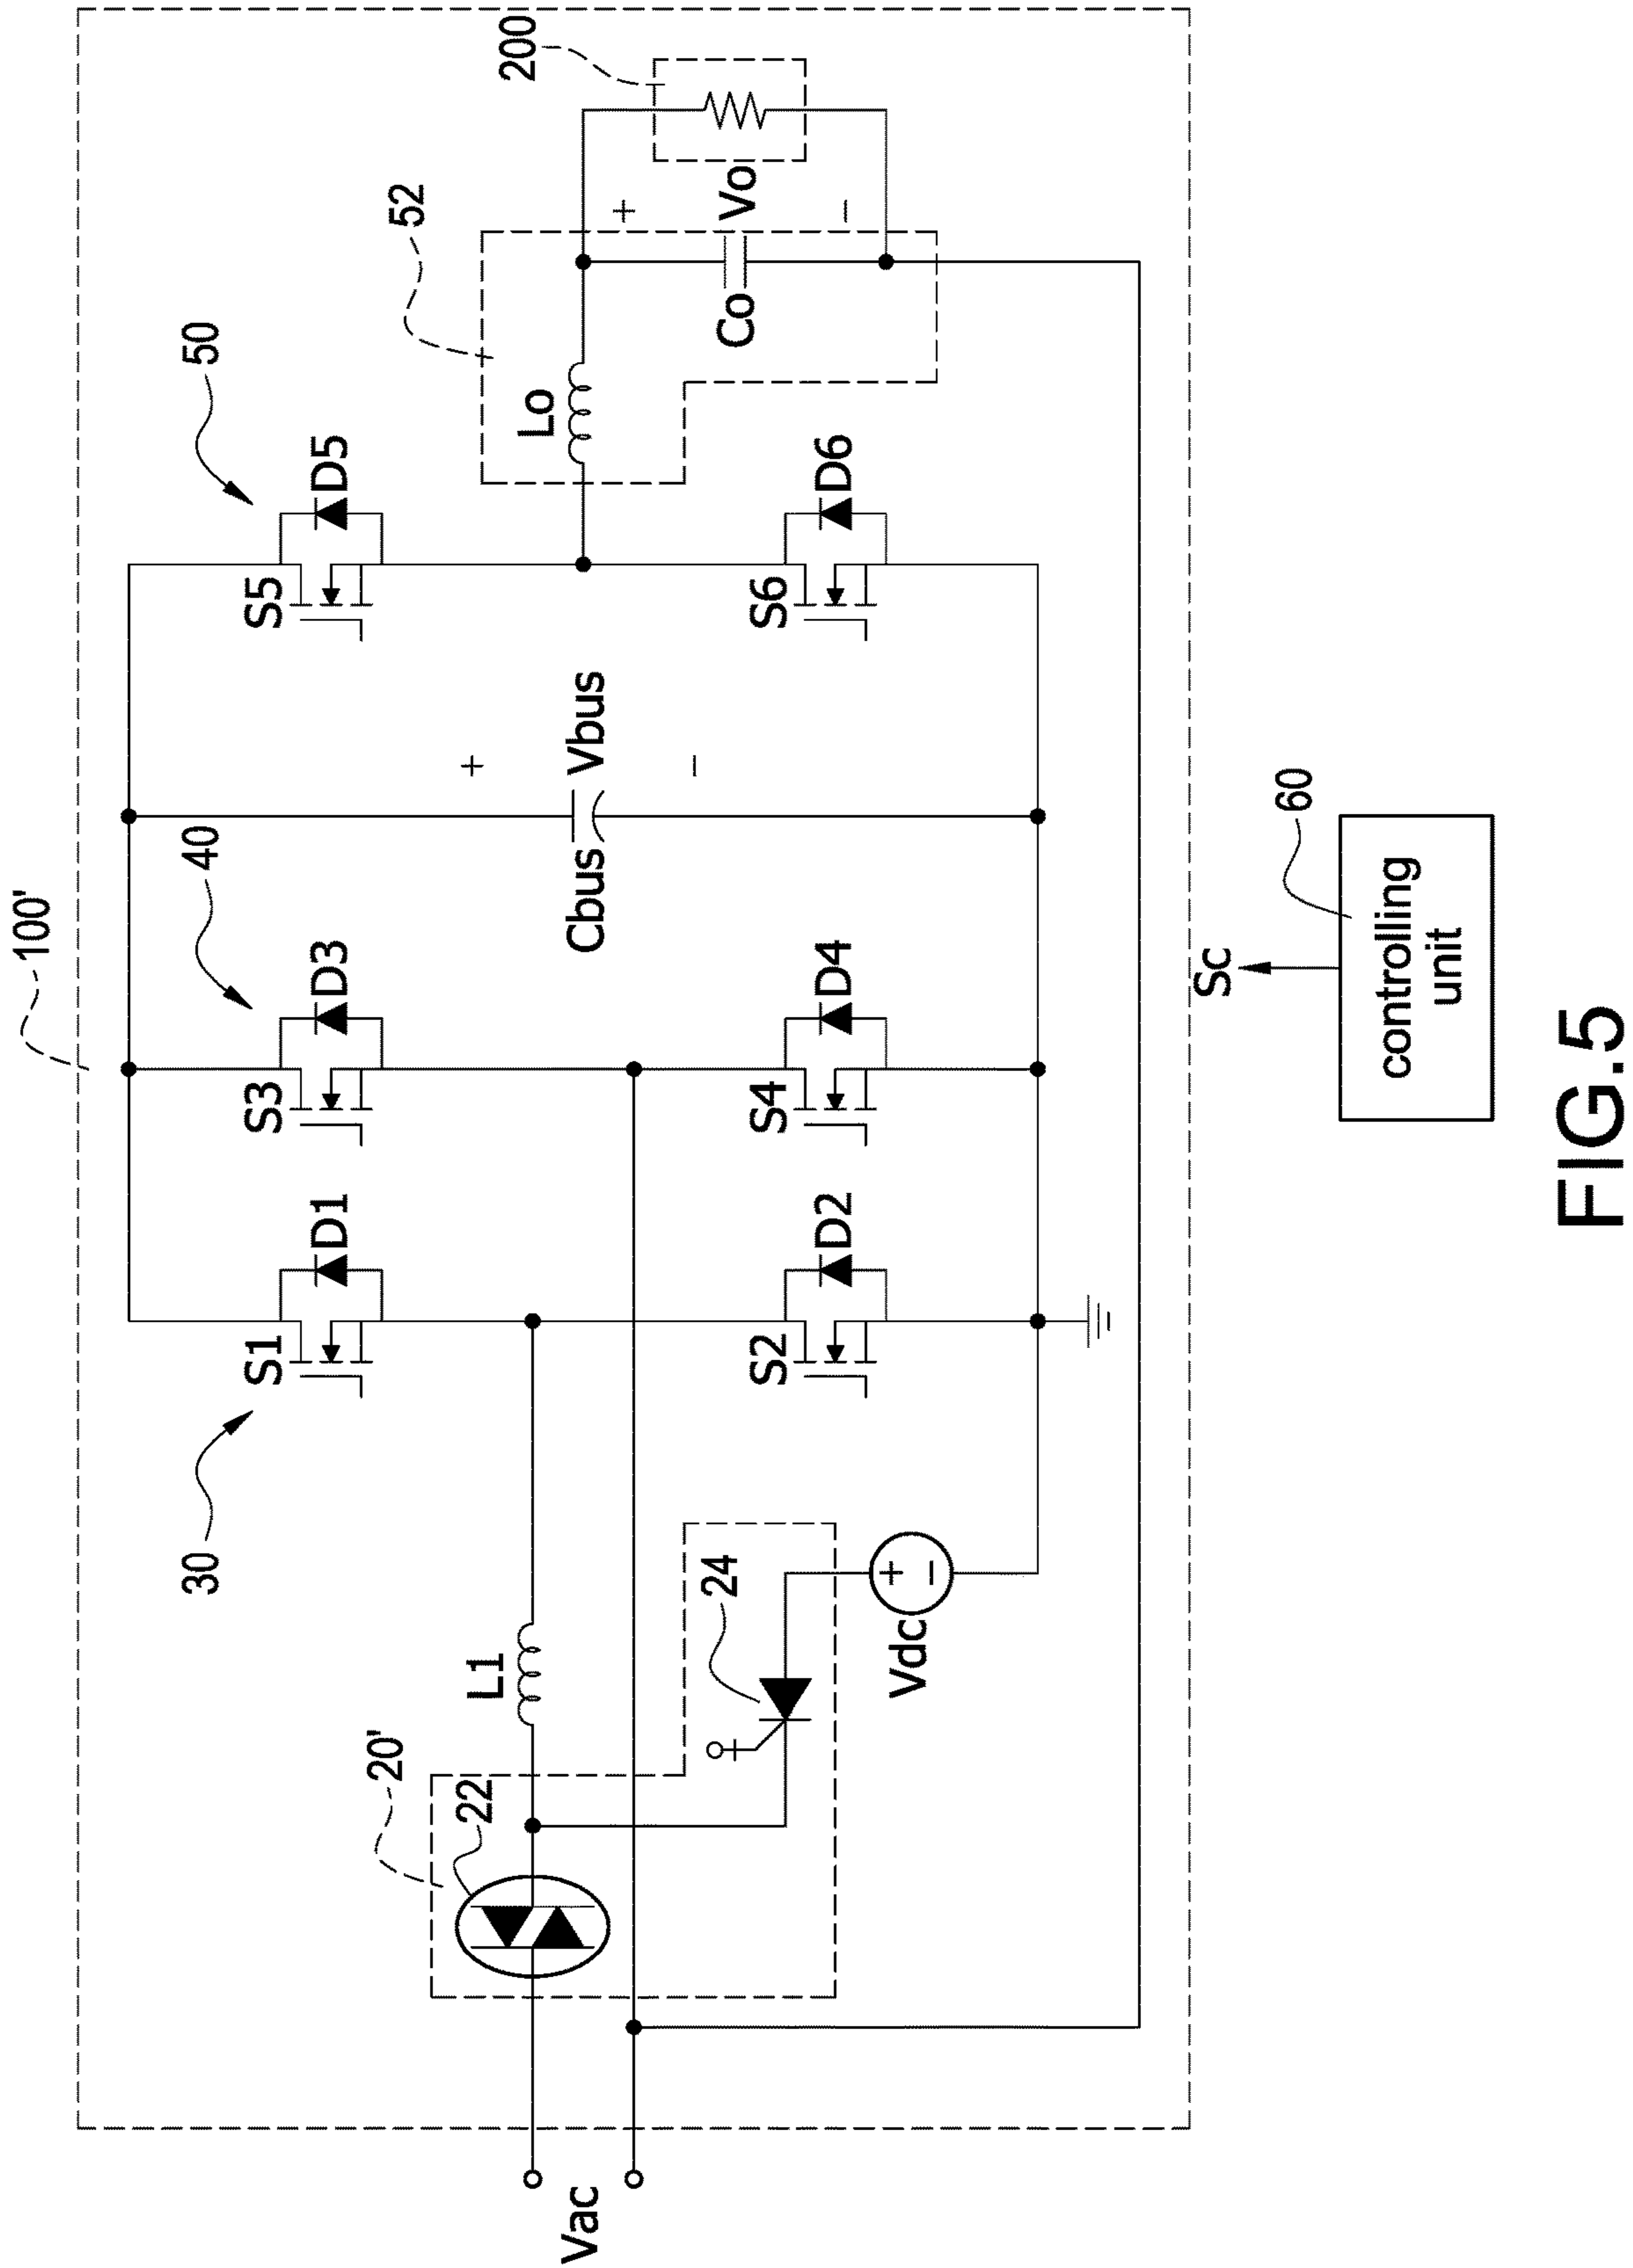 100'
30
40
50
52
200
S1
D1
S3
D3
S5
D5
20'
22
L1
Lo
+
Cbus
Vbus
−
+
Co
Vo
−
Vac
24
S2
D2
S4
D4
S6
D6
Vdc
+
−
Sc
60
controlling
unit
FIG.5